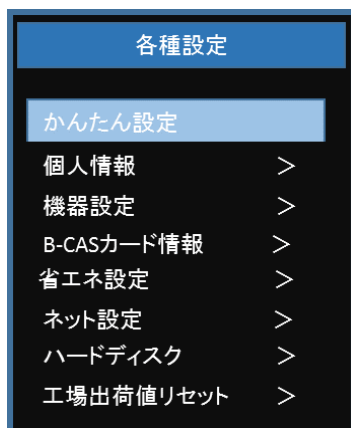 各種設定
かんたん設定
個人情報 ＞
機器設定 ＞
B-CASカード情報 ＞
省エネ設定 ＞
ネット設定 ＞
ハードディスク ＞
工場出荷値リセット ＞